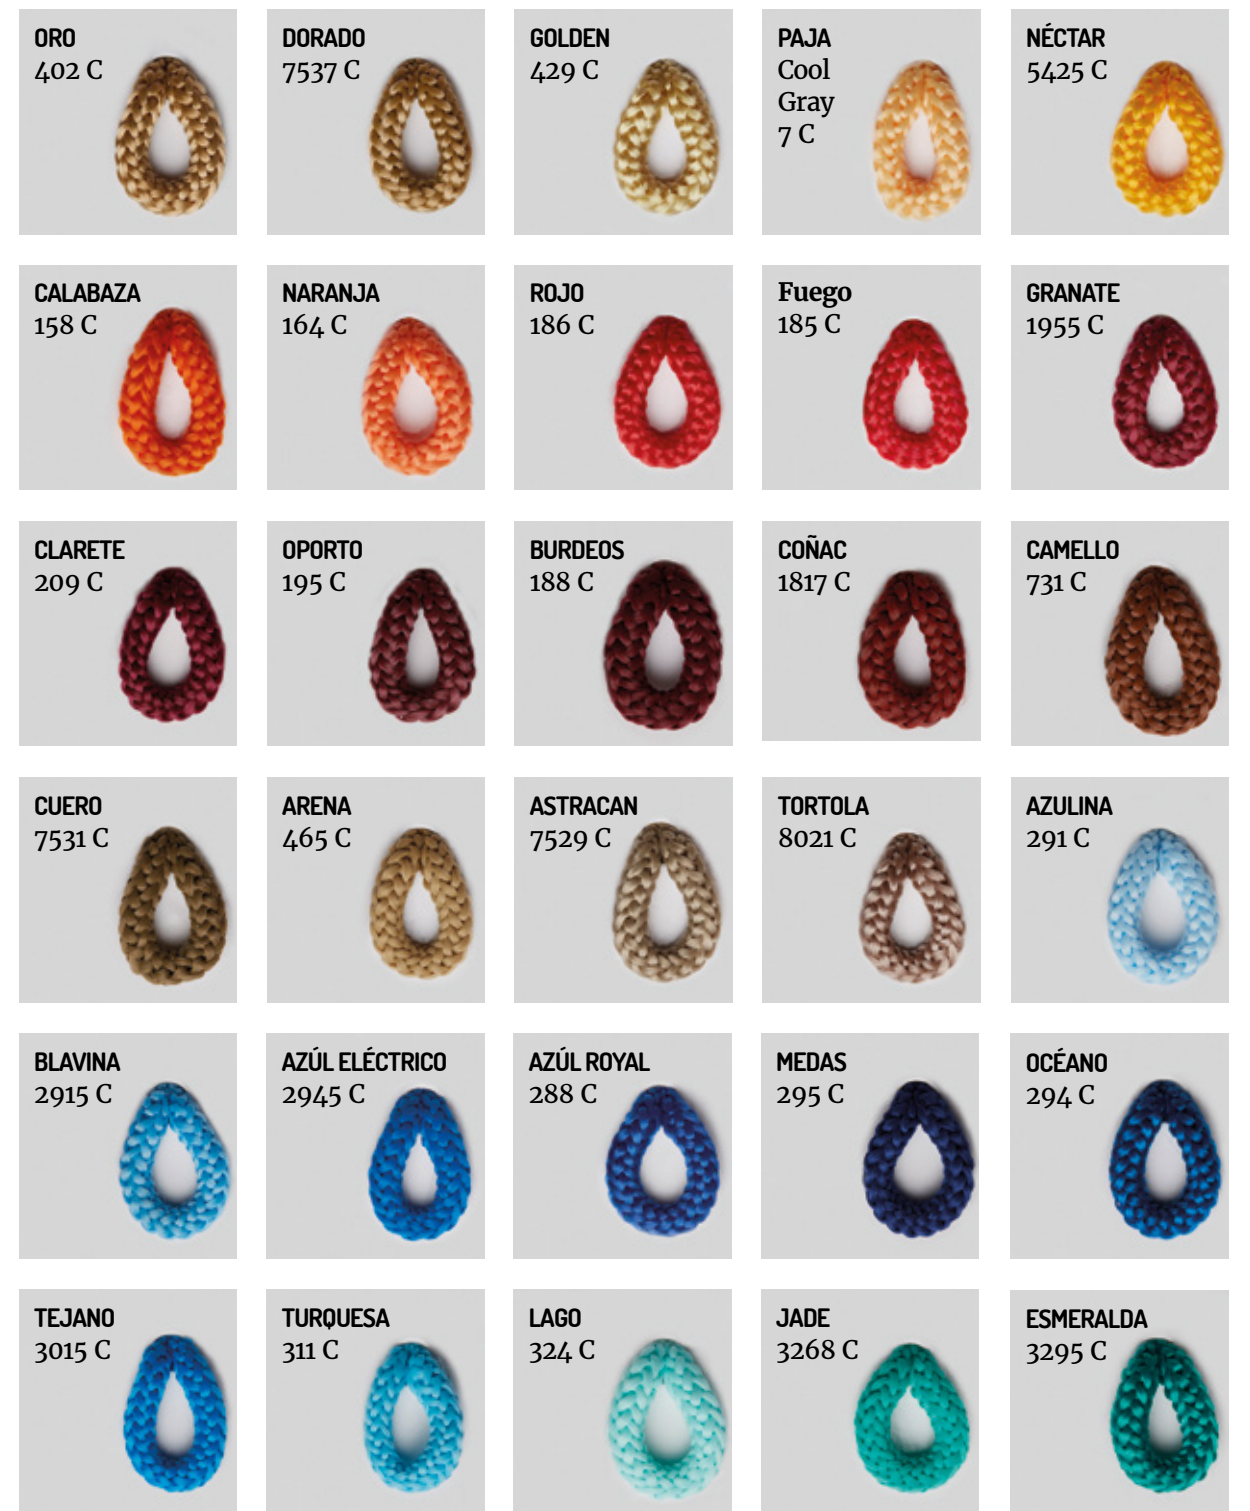 ORO
402 C
DORADO
7537 C
GOLDEN
429 C
PAJA
Cool
Gray
7 C
NÉCTAR
5425 C
CALABAZA
158 C
NARANJA
164 C
ROJO
186 C
Fuego
185 C
GRANATE
1955 C
CLARETE
209 C
OPORTO
195 C
BURDEOS
188 C
COÑAC
1817 C
CAMELLO
731 C
CUERO
7531 C
ARENA
465 C
ASTRACAN
7529 C
TORTOLA
8021 C
AZULINA
291 C
BLAVINA
2915 C
AZÚL ELÉCTRICO
2945 C
AZÚL ROYAL
288 C
MEDAS
295 C
OCÉANO
294 C
TEJANO
3015 C
TURQUESA
311 C
LAGO
324 C
JADE
3268 C
ESMERALDA
3295 C